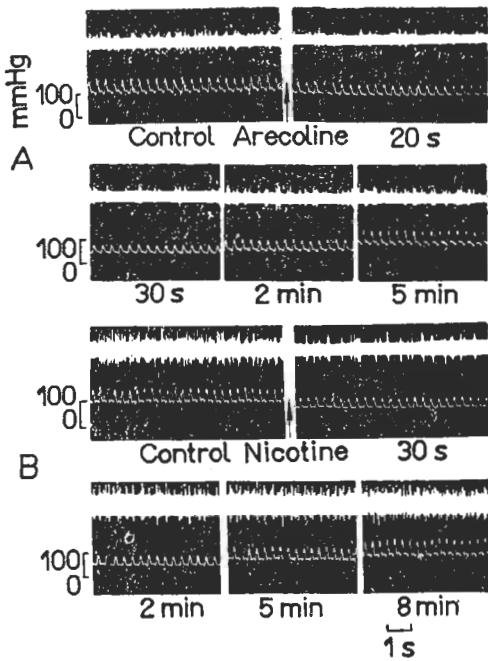 mmHg
100
0
Control Arecoline 20 s
A
100
0
30 s 2 min 5 min
100
0
Control Nicotine 30 s
B
100
0
2 min 5 min 8 min
1 s